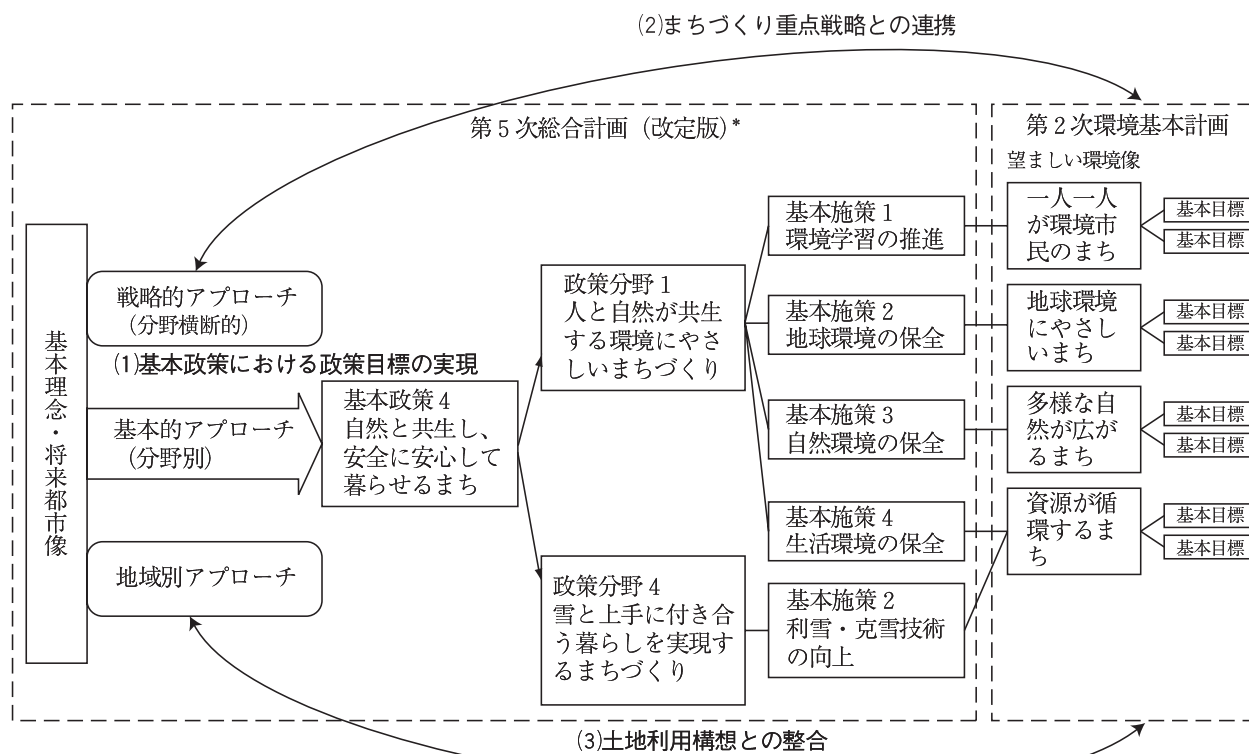 (2)まちづくり重点戦略との連携
第5次総合計画（改定版）*
第2次環境基本計画
望ましい環境像
基本理念・将来都市像
戦略的アプローチ
（分野横断的）
(1)基本政策における政策目標の実現
基本的アプローチ
（分野別）
地域別アプローチ
基本政策4
自然と共生し、
安全に安心して
暮らせるまち
政策分野1
人と自然が共生
する環境にやさ
しいまちづくり
政策分野4
雪と上手に付き合
う暮らしを実現す
るまちづくり
基本施策1
環境学習の推進
基本施策2
地球環境の保全
基本施策3
自然環境の保全
基本施策4
生活環境の保全
基本施策2
利雪・克雪技術
の向上
一人一人
が環境市
民のまち
基本目標
基本目標
地球環境
にやさし
いまち
基本目標
基本目標
多様な自
然が広が
るまち
基本目標
基本目標
資源が循
環するま
ち
基本目標
基本目標
(3)土地利用構想との整合